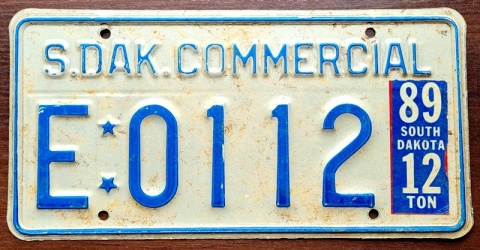 S.DAK.COMMERCIAL
E 0112
89
SOUTH
DAKOTA
12
TON